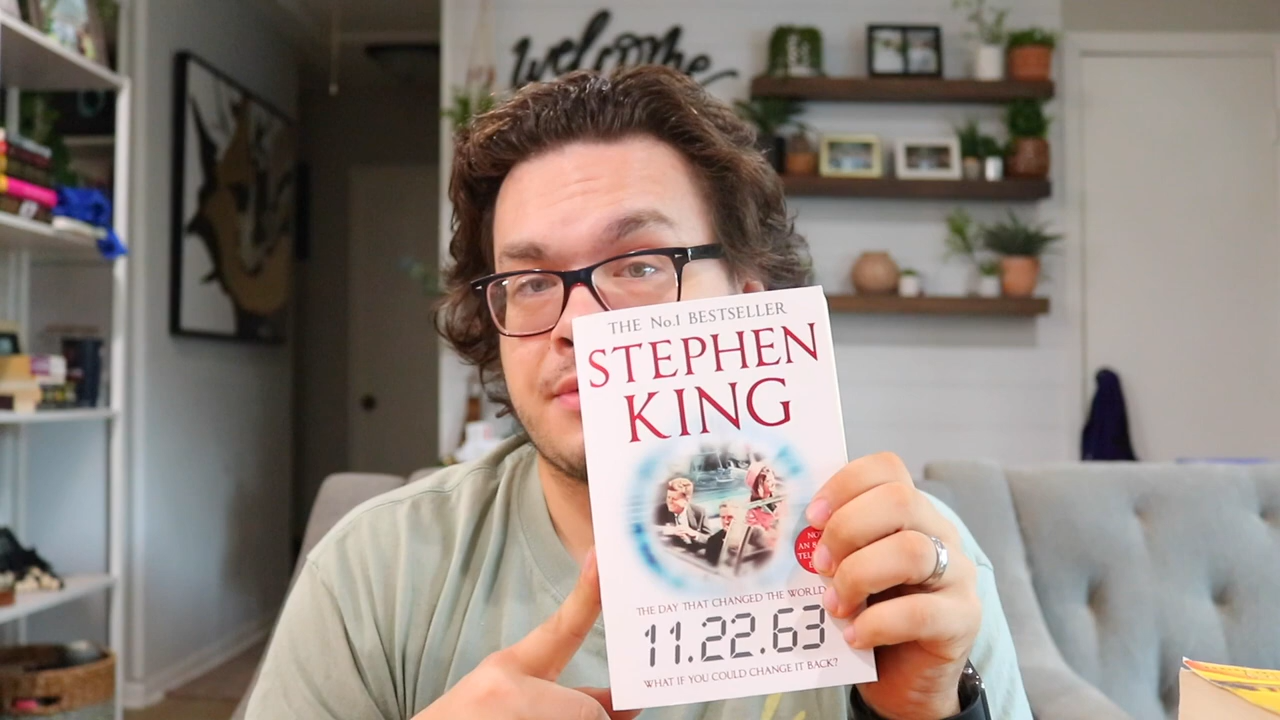 welcome
THE No.1 BESTSELLER
STEPHEN
KING
THE DAY THAT CHANGED THE WORLD
11.22.63
WHAT IF YOU COULD CHANGE IT BACK?